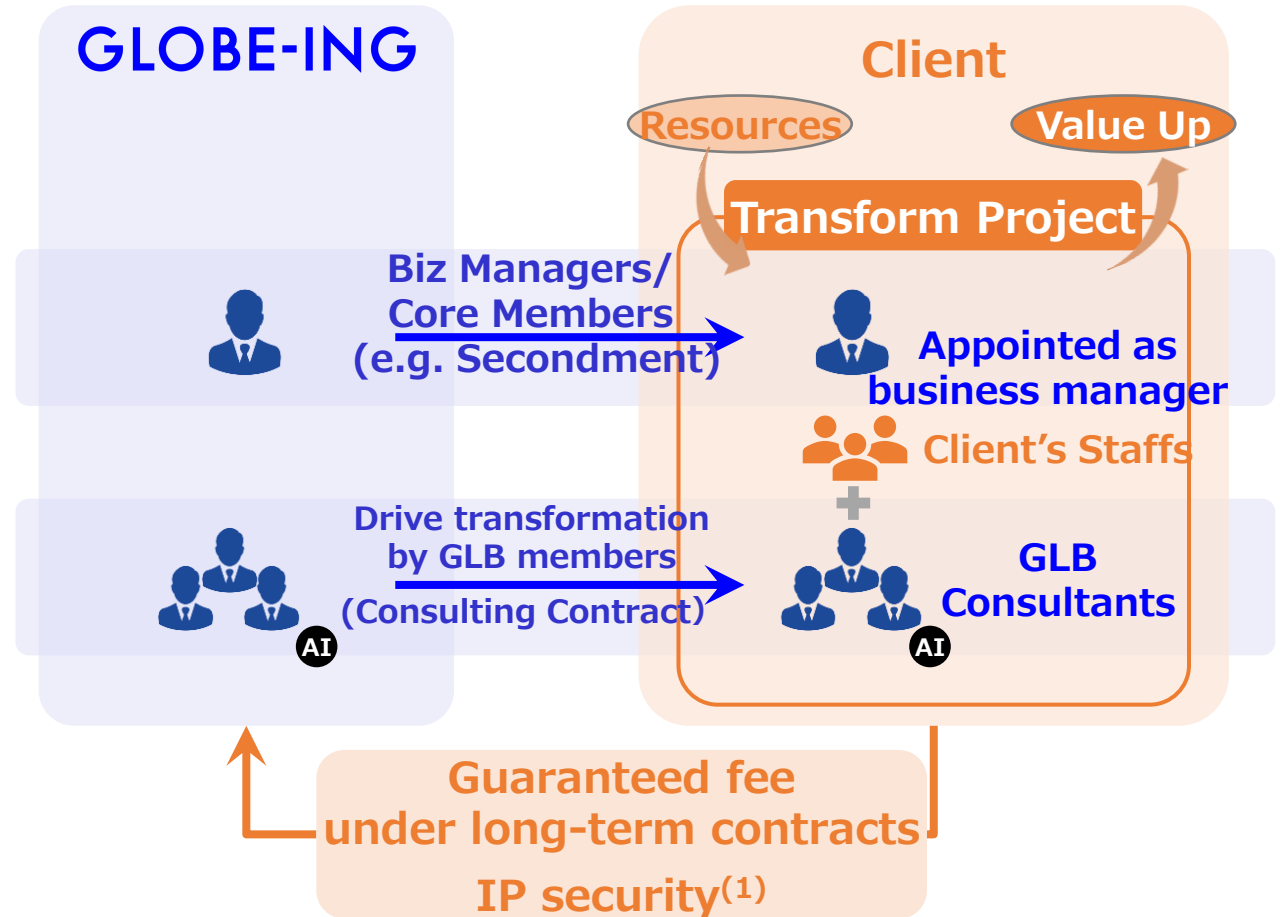 GLOBE-ING
Client
Resources
Value Up
Transform Project
Biz Managers/
Core Members
(e.g. Secondment)
Appointed as
business manager
Client’s Staffs
Drive transformation
by GLB members
(Consulting Contract)
GLB
Consultants
AI
AI
Guaranteed fee
under long-term contracts
IP security(1)